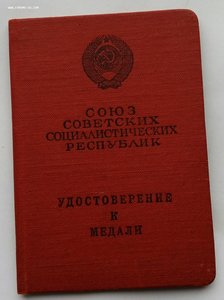 СОЮЗ
СОВЕТСКИХ
СОЦИАЛИСТИЧЕСКИХ
РЕСПУБЛИК
УДОСТОВЕРЕНИЕ
К
МЕДАЛИ